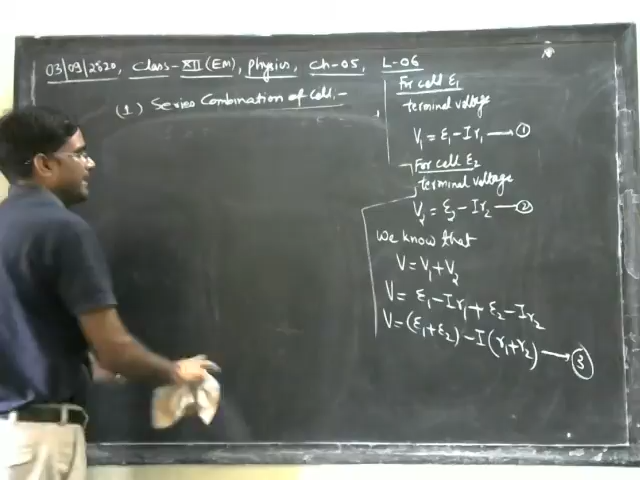 03/09/2020, Class-XII (EM), Physics, Ch-05, L-06
(1) Series Combination of Cell,-
For cell ε₁
terminal voltage
V₁ = ε₁ - Ir₁ → ①
For cell ε₂
terminal voltage
V₂ = ε₂ - Ir₂ → ②
We know that
V = V₁ + V₂
V = ε₁ - Ir₁ + ε₂ - Ir₂
V = (ε₁+ε₂) - I(r₁+r₂) → ③